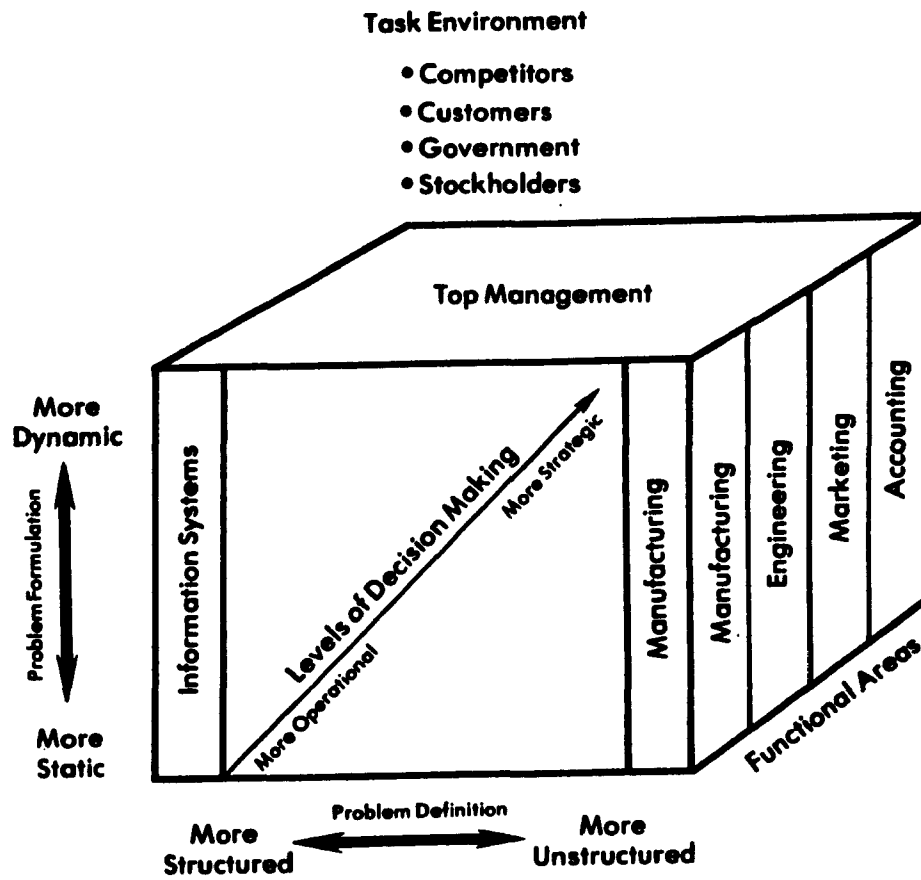 Task Environment
• Competitors
• Customers
• Government
• Stockholders
Top Management
More
Dynamic
Problem Formulation
More
Static
Information Systems
Levels of Decision Making
More Strategic
More Operational
Manufacturing
Manufacturing
Engineering
Marketing
Accounting
Functional Areas
Problem Definition
More
Structured
More
Unstructured